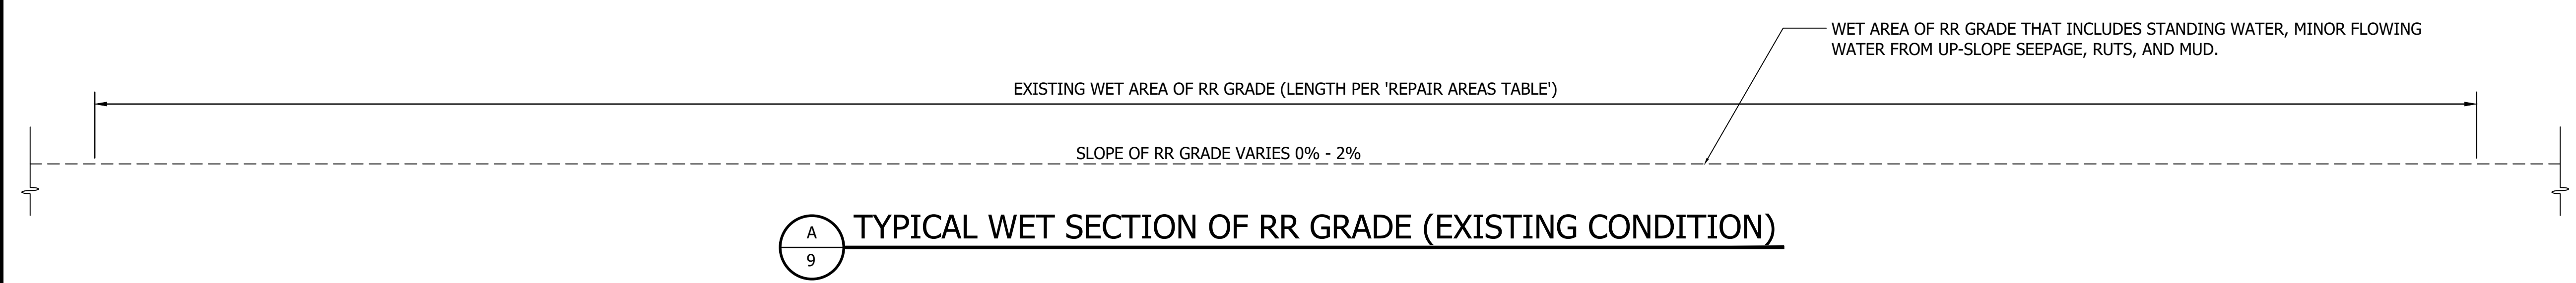 WET AREA OF RR GRADE THAT INCLUDES STANDING WATER, MINOR FLOWING
WATER FROM UP-SLOPE SEEPAGE, RUTS, AND MUD.
EXISTING WET AREA OF RR GRADE (LENGTH PER 'REPAIR AREAS TABLE')
SLOPE OF RR GRADE VARIES 0% - 2%
A
9
TYPICAL WET SECTION OF RR GRADE (EXISTING CONDITION)